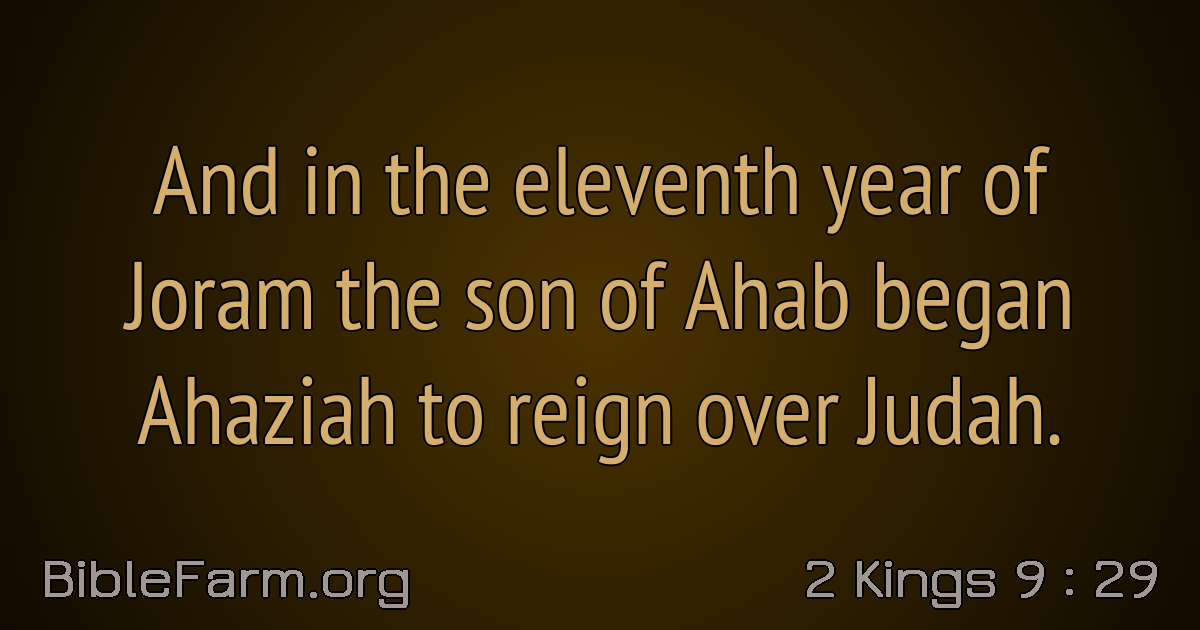 And in the eleventh year of
Joram the son of Ahab began
Ahaziah to reign over Judah.
BibleFarm.org
2 Kings 9 : 29